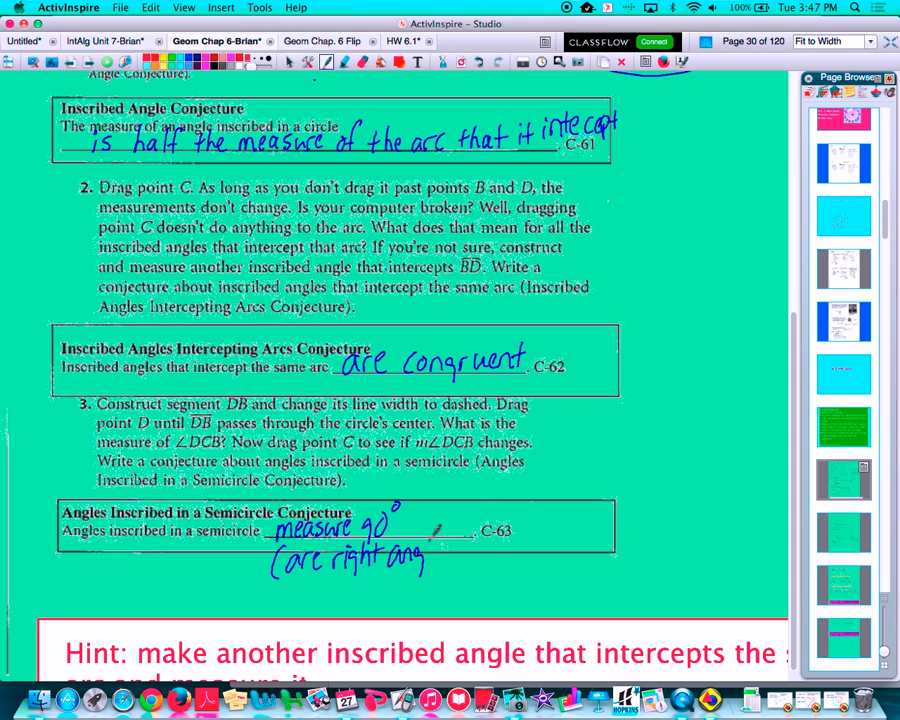 ActivInspire File Edit View Insert Tools Help 100% Tue 3:47 PM
ActivInspire - Studio
Untitled* IntAlg Unit 7-Brian* Geom Chap 6-Brian* Geom Chap. 6 Flip HW 6.1* CLASSFLOW Connect Page 30 of 120 Fit to Width
Page Browse
Angle Conjecture).
Inscribed Angle Conjecture
The measure of an angle inscribed in a circle
is half the measure of the arc that it intercept
C-61
2. Drag point C. As long as you don't drag it past points B and D, the
measurements don't change. Is your computer broken? Well, dragging
point C doesn't do anything to the arc. What does that mean for all the
inscribed angles that intercept that arc? If you're not sure, construct
and measure another inscribed angle that intercepts BD. Write a
conjecture about inscribed angles that intercept the same arc (Inscribed
Angles Intercepting Arcs Conjecture).
Inscribed Angles Intercepting Arcs Conjecture
Inscribed angles that intercept the same arc are congruent. C-62
3. Construct segment DB and change its line width to dashed. Drag
point D until DB passes through the circle's center. What is the
measure of ∠DCB? Now drag point C to see if m∠DCB changes.
Write a conjecture about angles inscribed in a semicircle (Angles
Inscribed in a Semicircle Conjecture).
Angles Inscribed in a Semicircle Conjecture
Angles inscribed in a semicircle measure 90°. C-63
(are right ang
Hint: make another inscribed angle that intercepts the
HOPKINS